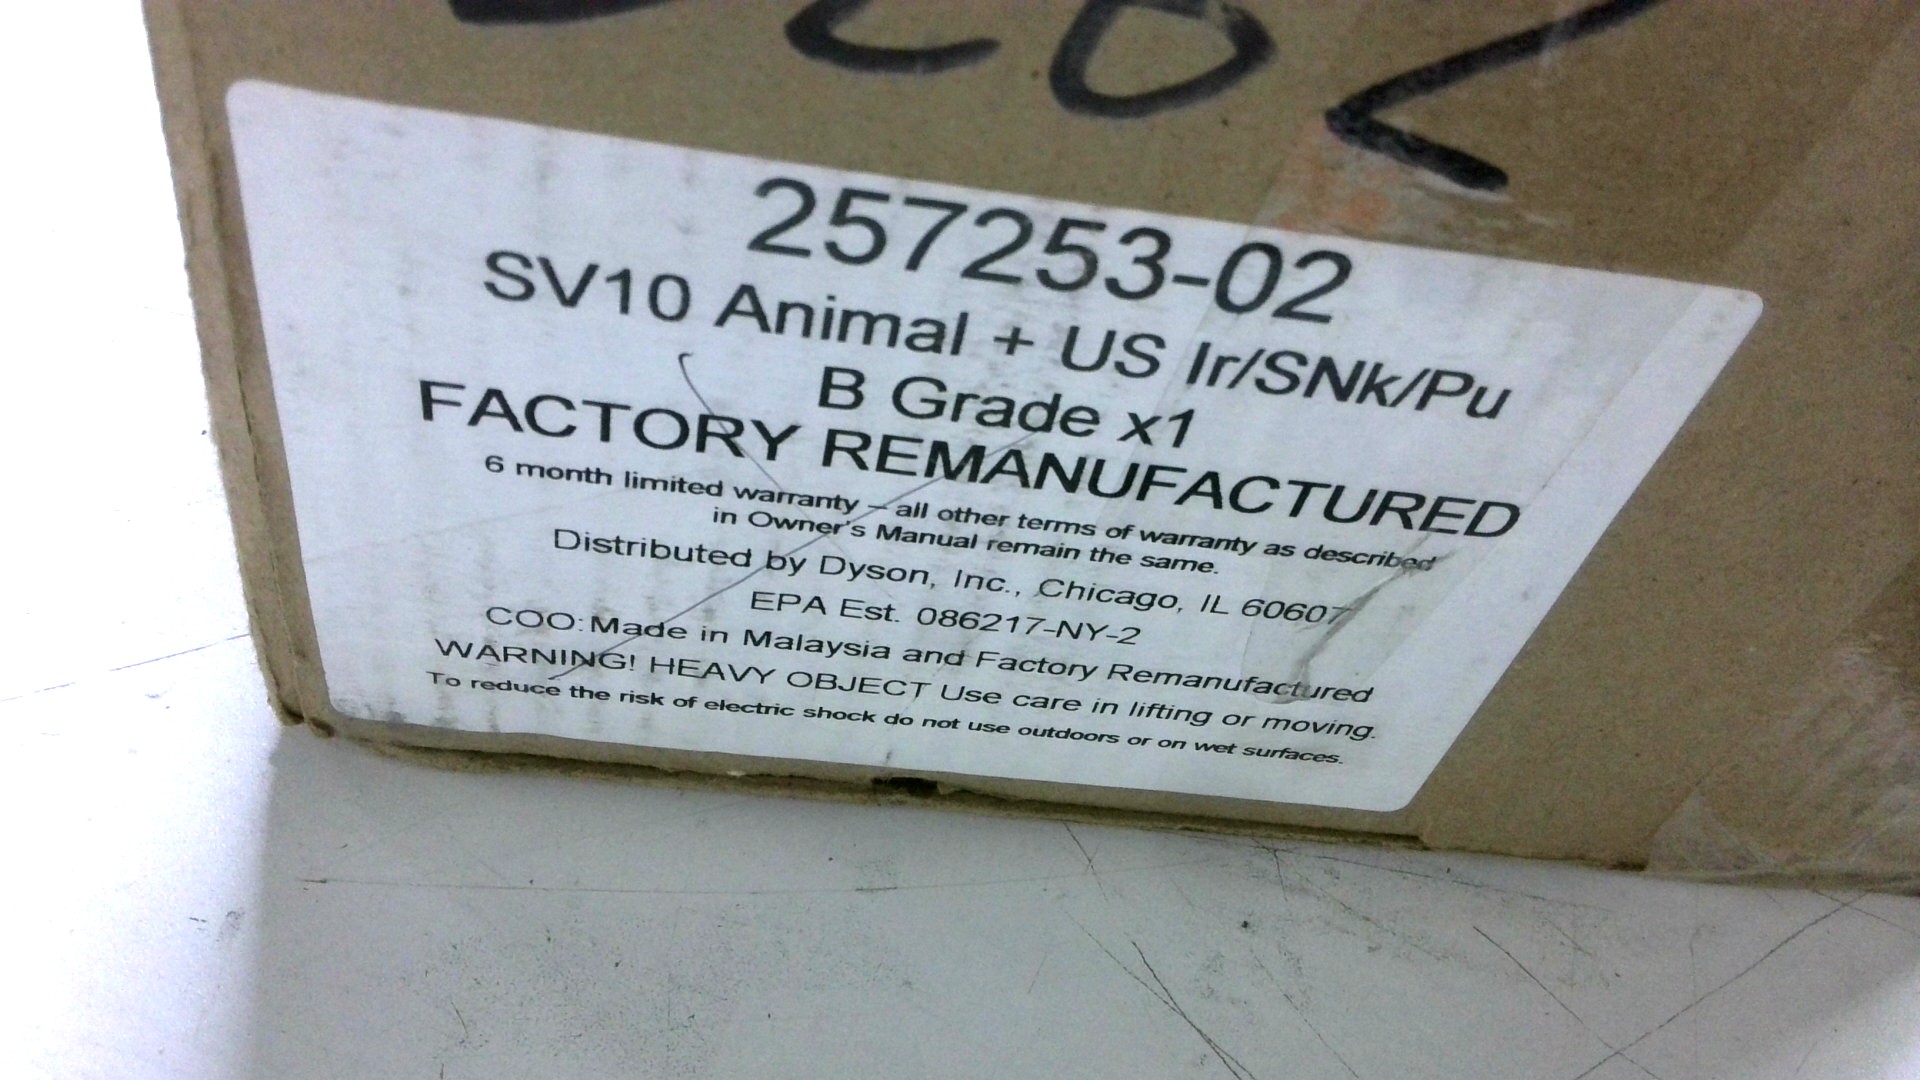 257253-02
SV10 Animal + US Ir/SNk/Pu
B Grade x1
FACTORY REMANUFACTURED
6 month limited warranty – all other terms of warranty as described
in Owner's Manual remain the same.
Distributed by Dyson, Inc., Chicago, IL 60607
EPA Est. 086217-NY-2
COO: Made in Malaysia and Factory Remanufactured
WARNING! HEAVY OBJECT Use care in lifting or moving.
To reduce the risk of electric shock do not use outdoors or on wet surfaces.